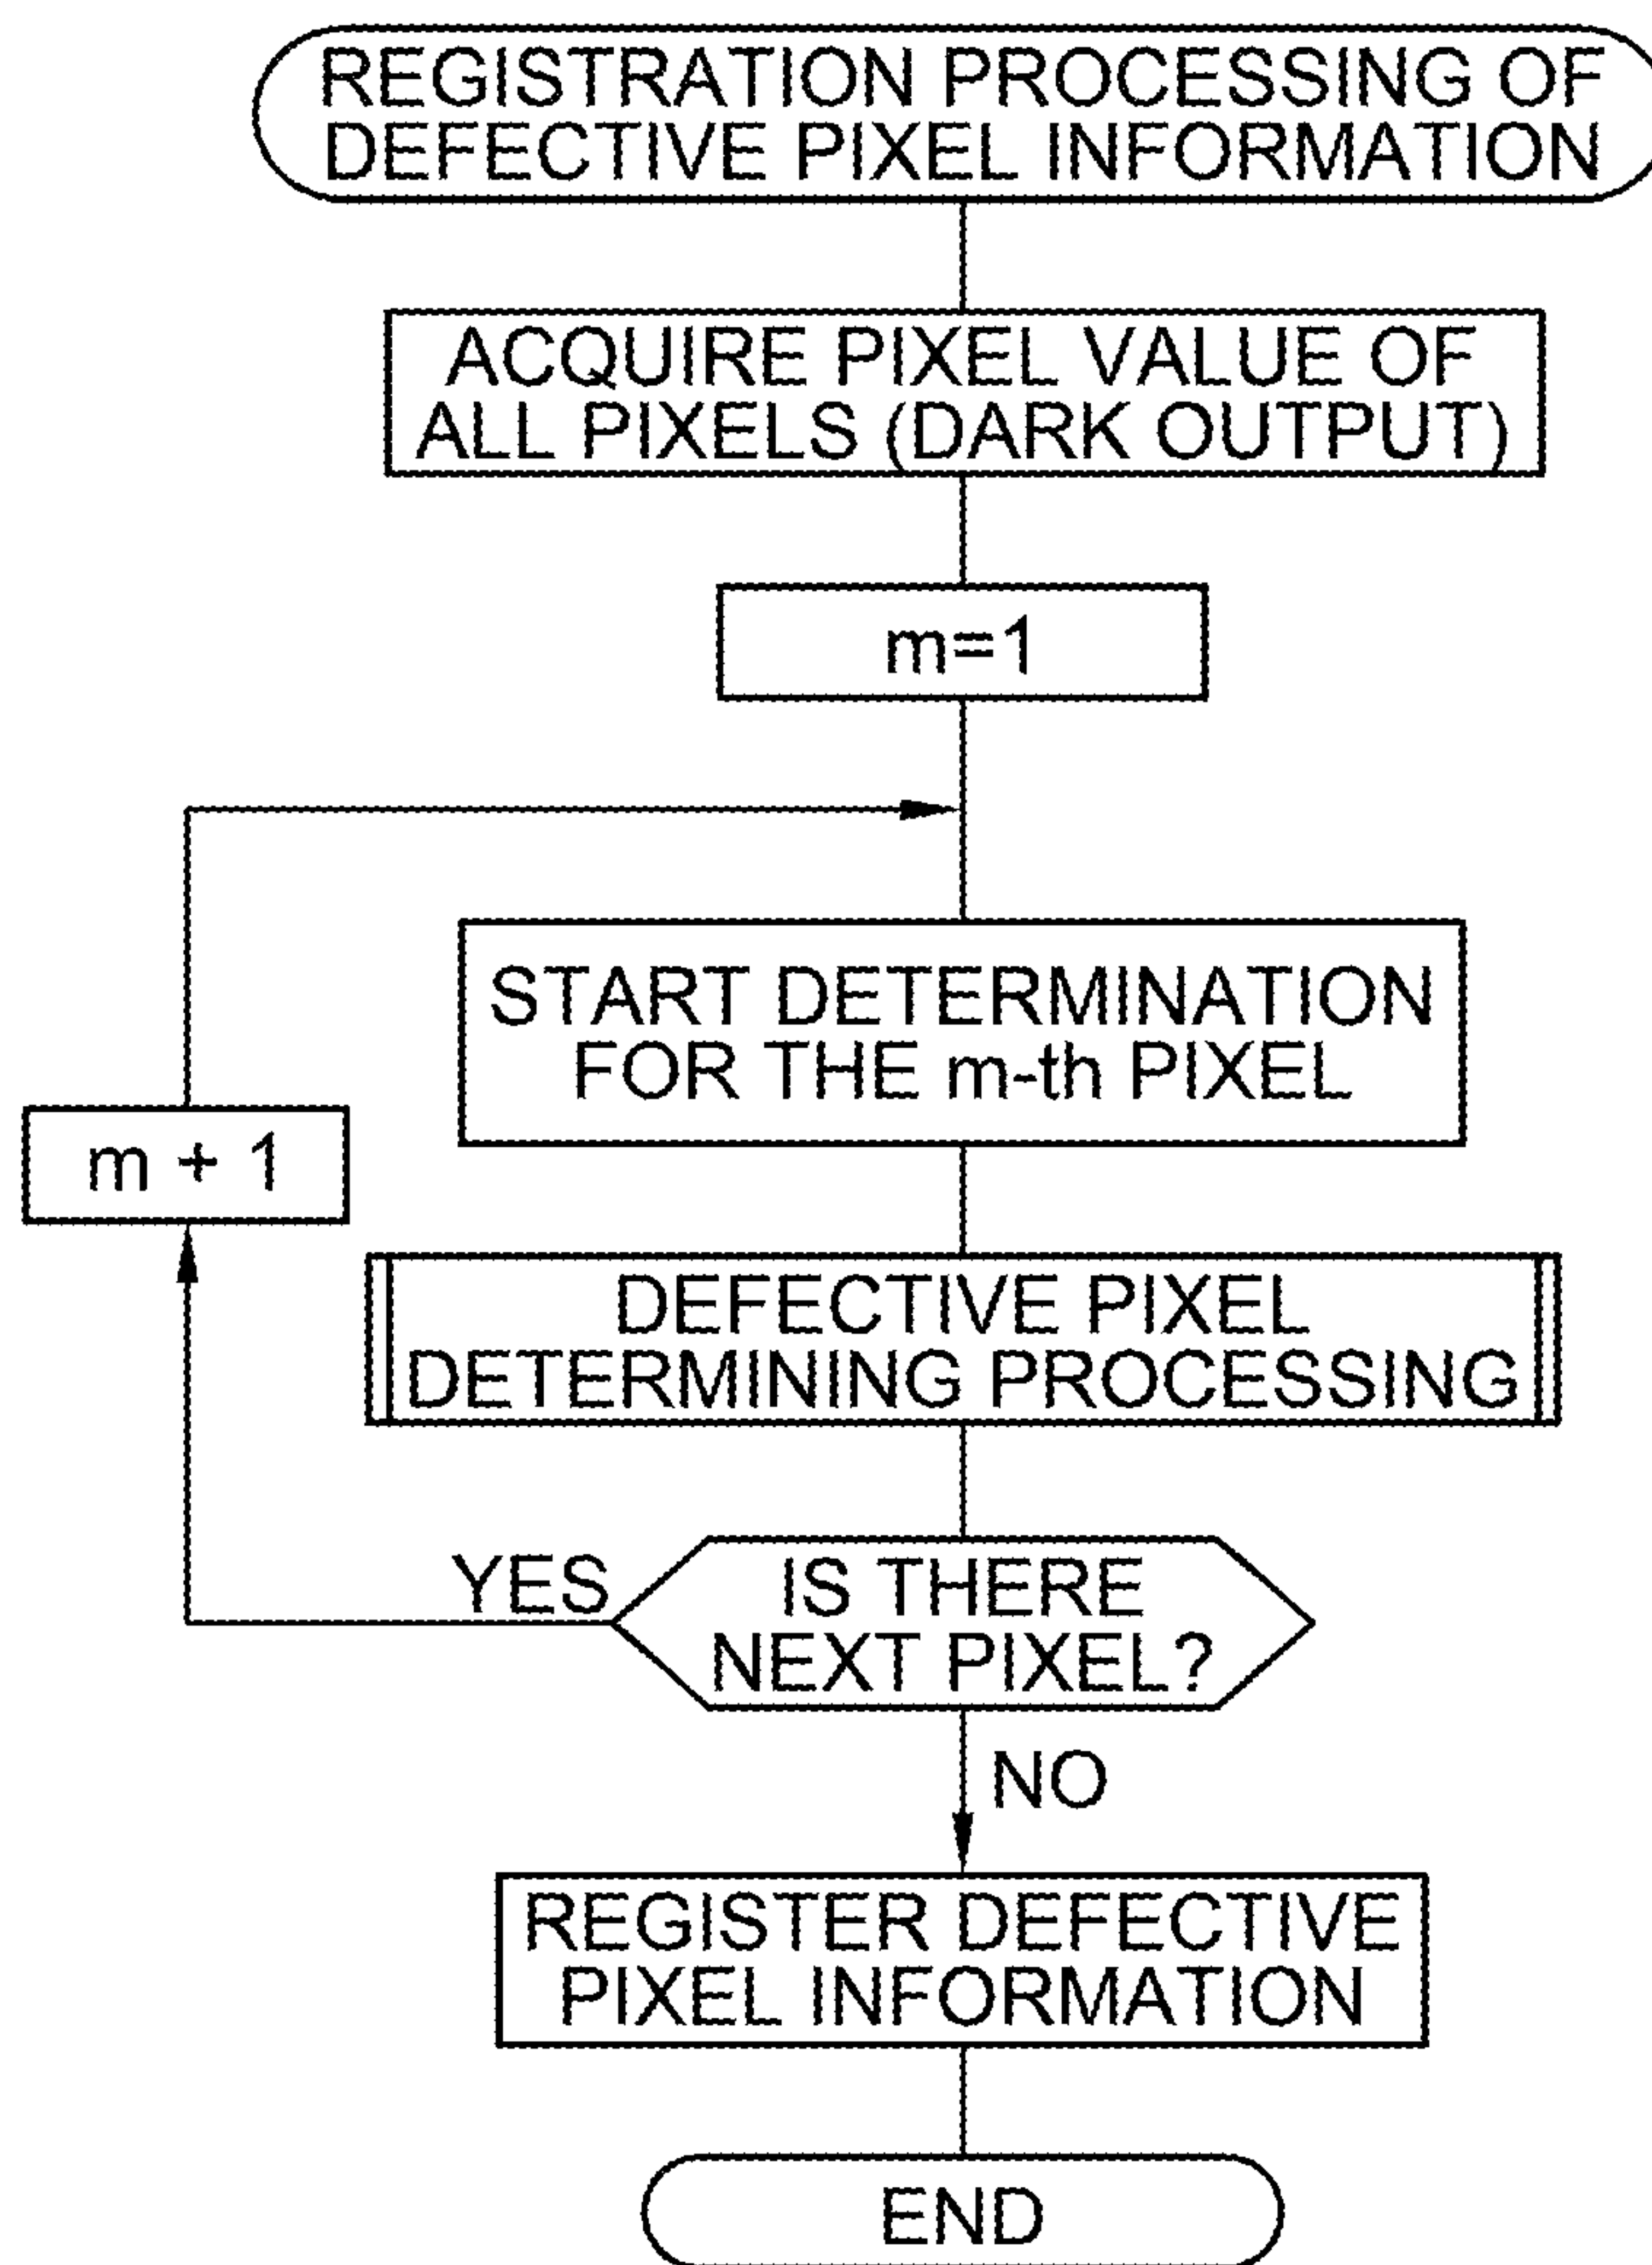 REGISTRATION PROCESSING OF
DEFECTIVE PIXEL INFORMATION
ACQUIRE PIXEL VALUE OF
ALL PIXELS (DARK OUTPUT)
m=1
START DETERMINATION
FOR THE m-th PIXEL
m + 1
DEFECTIVE PIXEL
DETERMINING PROCESSING
YES
IS THERE
NEXT PIXEL?
NO
REGISTER DEFECTIVE
PIXEL INFORMATION
END